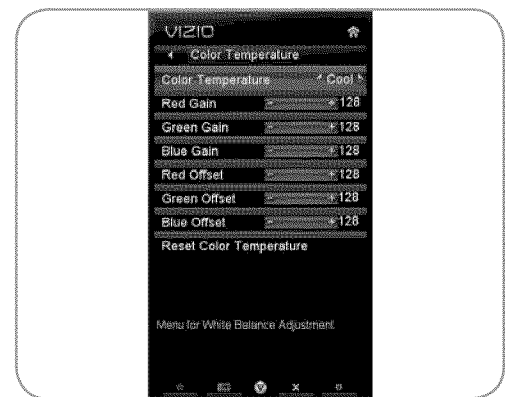 VIZIO
Color Temperature
Color Temperature Cool
Red Gain - + 128
Green Gain - + 128
Blue Gain - + 128
Red Offset - + 128
Green Offset - + 128
Blue Offset - + 128
Reset Color Temperature
Menu for White Balance Adjustment.